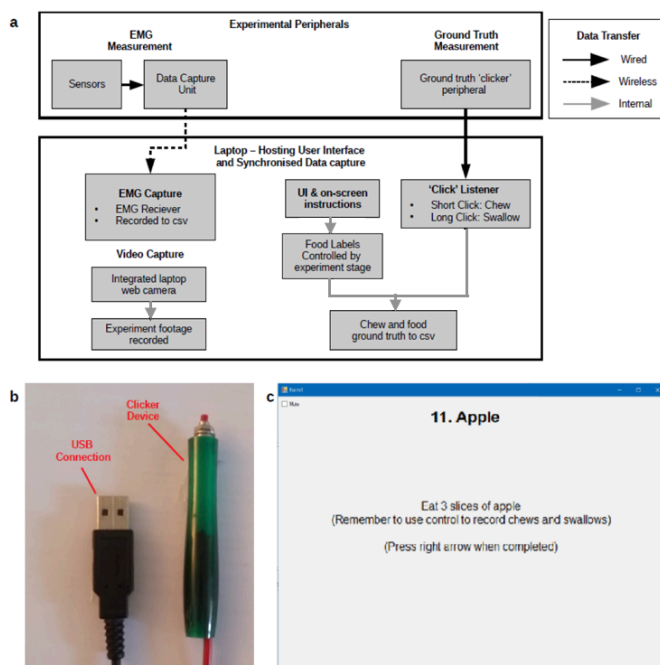 a
Experimental Peripherals
EMG
Measurement
Sensors
Data Capture
Unit
Ground Truth
Measurement
Ground truth ‘clicker’
peripheral
Data Transfer
Wired
Wireless
Internal
Laptop – Hosting User Interface
and Synchronised Data capture
EMG Capture
• EMG Reciever
• Recorded to csv
Video Capture
Integrated laptop
web camera
Experiment footage
recorded
UI & on-screen
instructions
Food Labels
Controlled by
experiment stage
‘Click’ Listener
• Short Click: Chew
• Long Click: Swallow
Chew and food
ground truth to csv
b
Clicker
Device
USB
Connection
c
11. Apple
Eat 3 slices of apple
(Remember to use control to record chews and swallows)
(Press right arrow when completed)